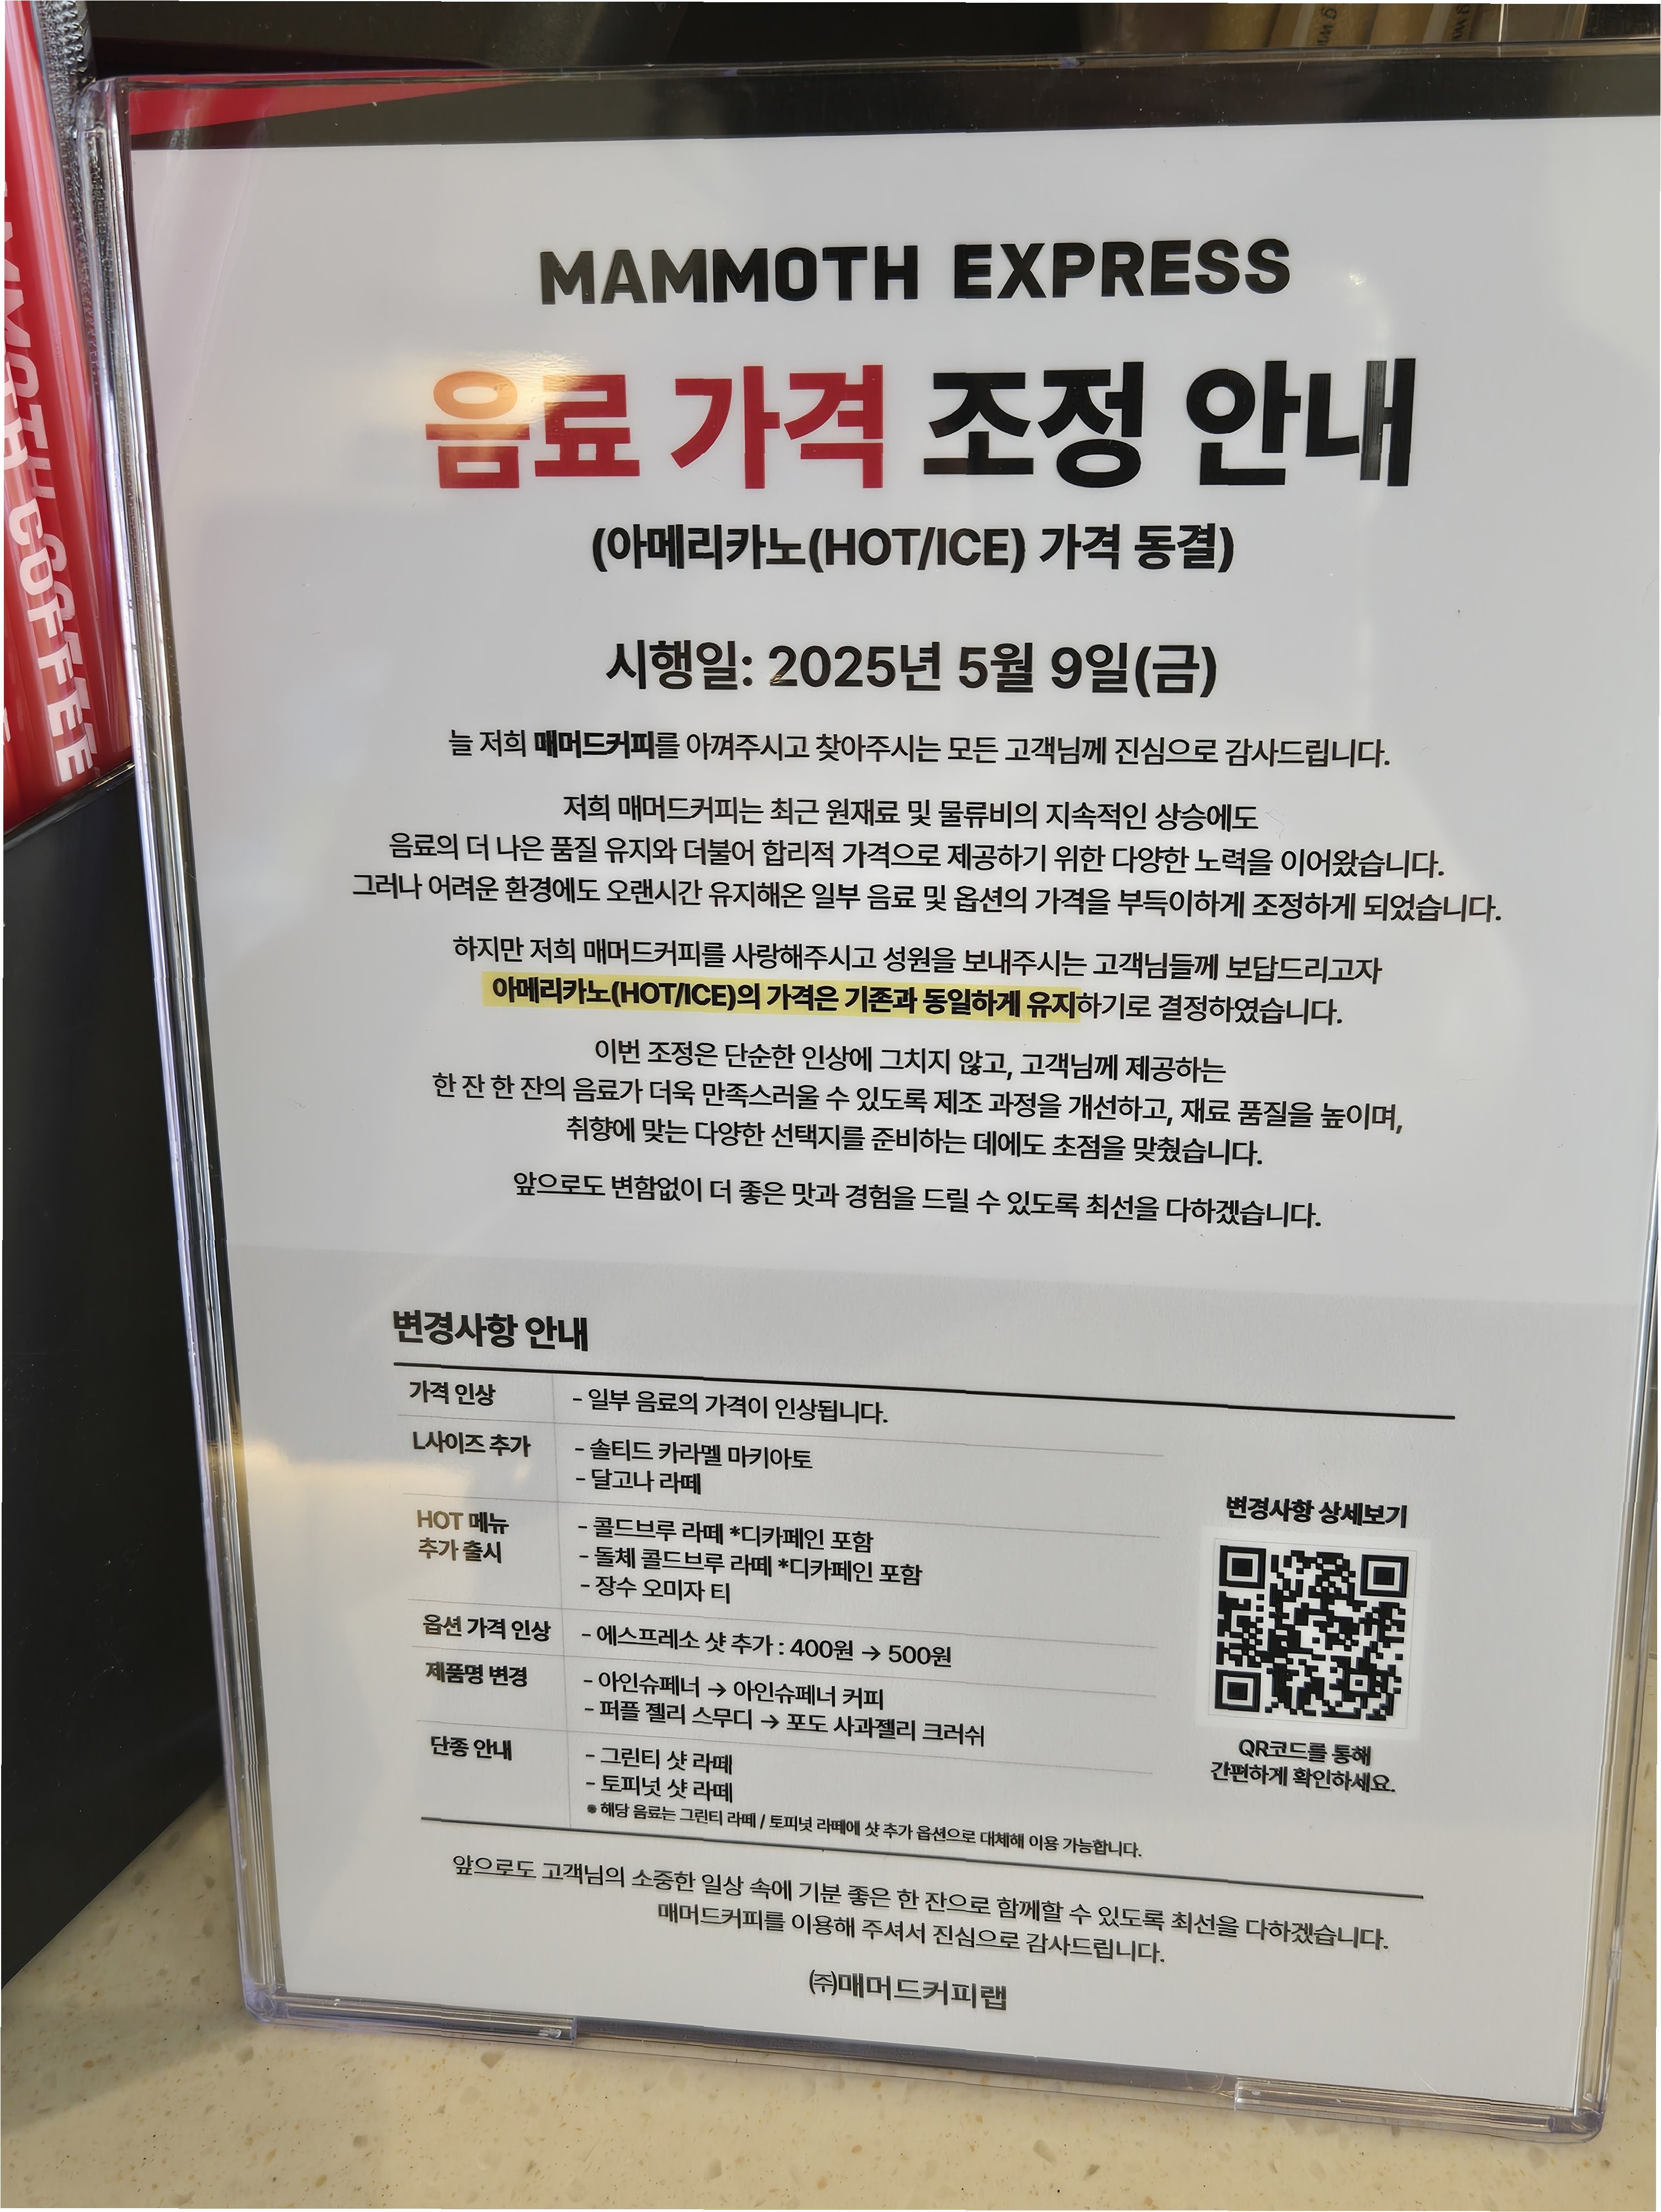 MAMMOTH COFFEE
MAMMOTH EXPRESS
음료 가격 조정 안내
(아메리카노(HOT/ICE) 가격 동결)
시행일: 2025년 5월 9일(금)
늘 저희 매머드커피를 아껴주시고 찾아주시는 모든 고객님께 진심으로 감사드립니다.
저희 매머드커피는 최근 원재료 및 물류비의 지속적인 상승에도
음료의 더 나은 품질 유지와 더불어 합리적 가격으로 제공하기 위한 다양한 노력을 이어왔습니다.
그러나 어려운 환경에도 오랜시간 유지해온 일부 음료 및 옵션의 가격을 부득이하게 조정하게 되었습니다.
하지만 저희 매머드커피를 사랑해주시고 성원을 보내주시는 고객님들께 보답드리고자
아메리카노(HOT/ICE)의 가격은 기존과 동일하게 유지하기로 결정하였습니다.
이번 조정은 단순한 인상에 그치지 않고, 고객님께 제공하는
한 잔 한 잔의 음료가 더욱 만족스러울 수 있도록 제조 과정을 개선하고, 재료 품질을 높이며,
취향에 맞는 다양한 선택지를 준비하는 데에도 초점을 맞췄습니다.
앞으로도 변함없이 더 좋은 맛과 경험을 드릴 수 있도록 최선을 다하겠습니다.
변경사항 안내
가격 인상
- 일부 음료의 가격이 인상됩니다.
L사이즈 추가
- 솔티드 카라멜 마키아토
- 달고나 라떼
HOT 메뉴
추가 출시
- 콜드브루 라떼 *디카페인 포함
- 돌체 콜드브루 라떼 *디카페인 포함
- 장수 오미자 티
옵션 가격 인상
- 에스프레소 샷 추가 : 400원 → 500원
제품명 변경
- 아인슈페너 → 아인슈페너 커피
- 퍼플 젤리 스무디 → 포도 사과젤리 크러쉬
단종 안내
- 그린티 샷 라떼
- 토피넛 샷 라떼
※ 해당 음료는 그린티 라떼 / 토피넛 라떼에 샷 추가 옵션으로 대체해 이용 가능합니다.
변경사항 상세보기
QR코드를 통해
간편하게 확인하세요.
앞으로도 고객님의 소중한 일상 속에 기분 좋은 한 잔으로 함께할 수 있도록 최선을 다하겠습니다.
매머드커피를 이용해 주셔서 진심으로 감사드립니다.
㈜매머드커피랩